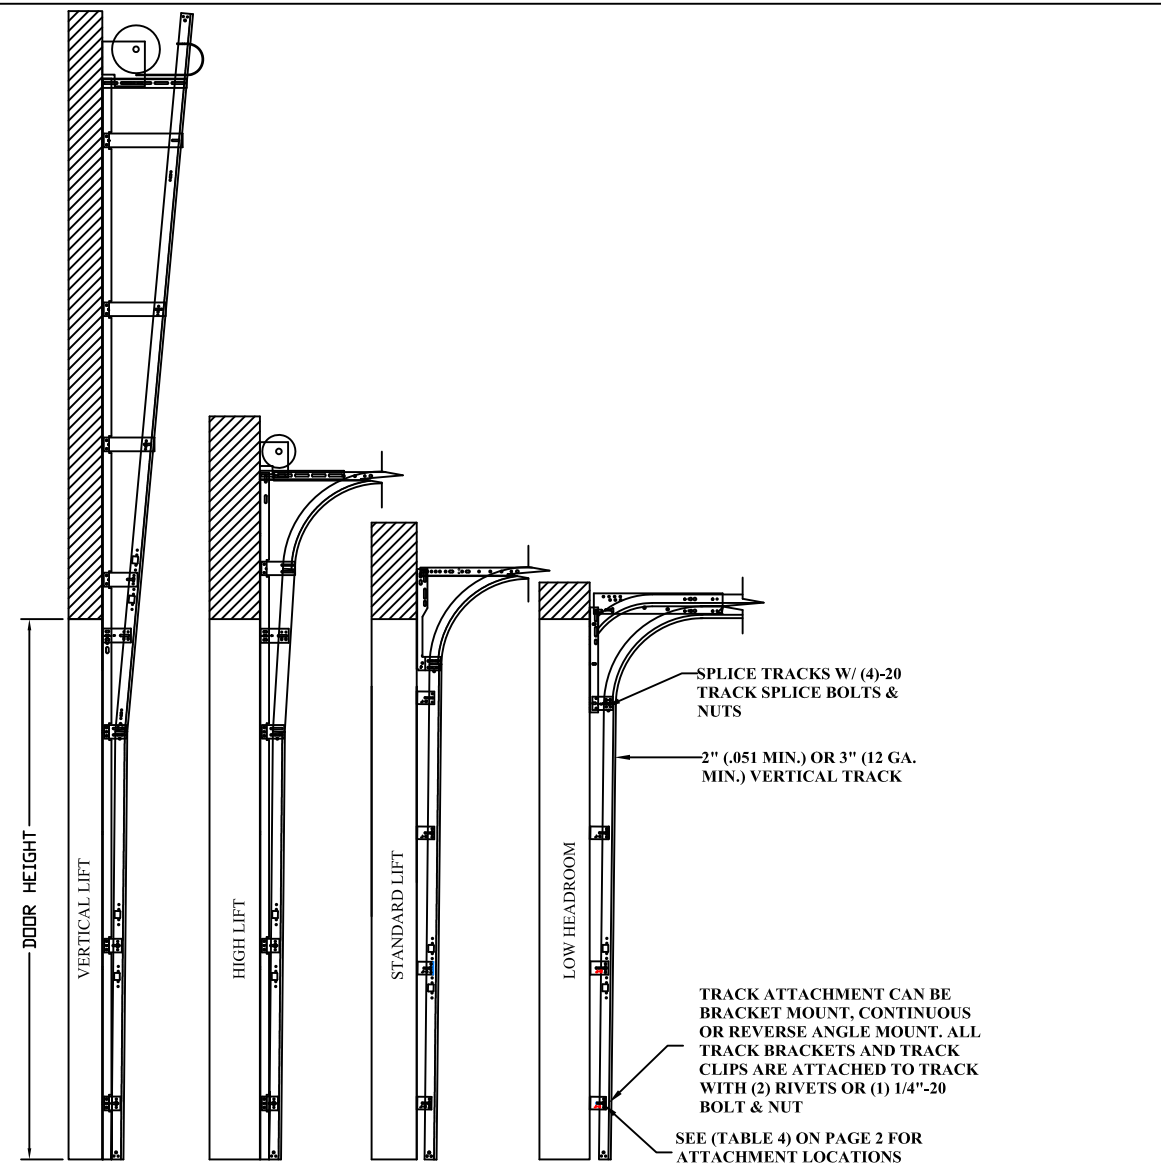 DOOR HEIGHT
VERTICAL LIFT
HIGH LIFT
STANDARD LIFT
LOW HEADROOM
SPLICE TRACKS W/ (4)-20
TRACK SPLICE BOLTS &
NUTS
2" (.051 MIN.) OR 3" (12 GA.
MIN.) VERTICAL TRACK
TRACK ATTACHMENT CAN BE
BRACKET MOUNT, CONTINUOUS
OR REVERSE ANGLE MOUNT. ALL
TRACK BRACKETS AND TRACK
CLIPS ARE ATTACHED TO TRACK
WITH (2) RIVETS OR (1) 1/4"-20
BOLT & NUT
SEE (TABLE 4) ON PAGE 2 FOR
ATTACHMENT LOCATIONS